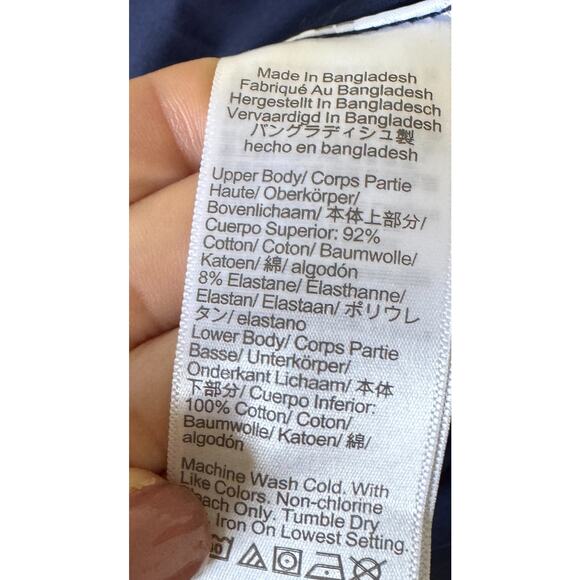 Made In Bangladesh
Fabriqué Au Bangladesh
Hergestellt In Bangladesch
Vervaardigd In Bangladesh
バングラディシュ製
hecho en bangladesh
Upper Body/ Corps Partie
Haute/ Oberkörper/
Bovenlichaam/ 本体上部分/
Cuerpo Superior: 92%
Cotton/ Coton/ Baumwolle/
Katoen/ 綿/ algodón
8% Elastane/ Élasthanne/
Elastan/ Elastaan/ ポリウレ
タン/ elastano
Lower Body/ Corps Partie
Basse/ Unterkörper/
Onderkant Lichaam/ 本体
下部分/ Cuerpo Inferior:
100% Cotton/ Coton/
Baumwolle/ Katoen/ 綿/
algodón
Machine Wash Cold. With
Like Colors. Non-chlorine
Only. Tumble Dry
Iron On Lowest Setting.